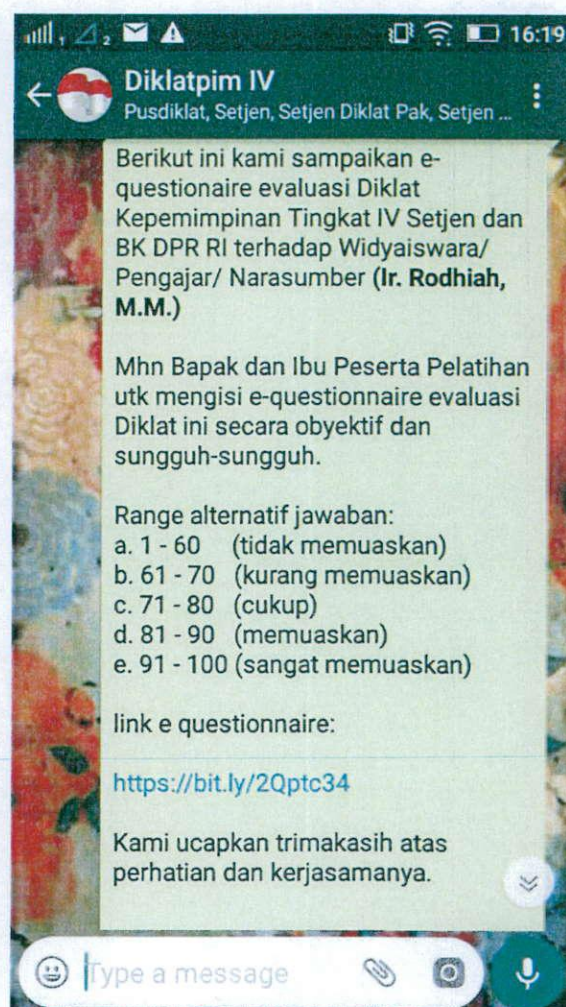 16:19
Diklatpim IV
Pusdiklat, Setjen, Setjen Diklat Pak, Setjen ...
Berikut ini kami sampaikan e-
questionaire evaluasi Diklat
Kepemimpinan Tingkat IV Setjen dan
BK DPR RI terhadap Widyaiswara/
Pengajar/ Narasumber (Ir. Rodhiah,
M.M.)
Mhn Bapak dan Ibu Peserta Pelatihan
utk mengisi e-questionnaire evaluasi
Diklat ini secara obyektif dan
sungguh-sungguh.
Range alternatif jawaban:
a. 1 - 60 (tidak memuaskan)
b. 61 - 70 (kurang memuaskan)
c. 71 - 80 (cukup)
d. 81 - 90 (memuaskan)
e. 91 - 100 (sangat memuaskan)
link e questionnaire:
https://bit.ly/2Qptc34
Kami ucapkan trimakasih atas
perhatian dan kerjasamanya.
Type a message